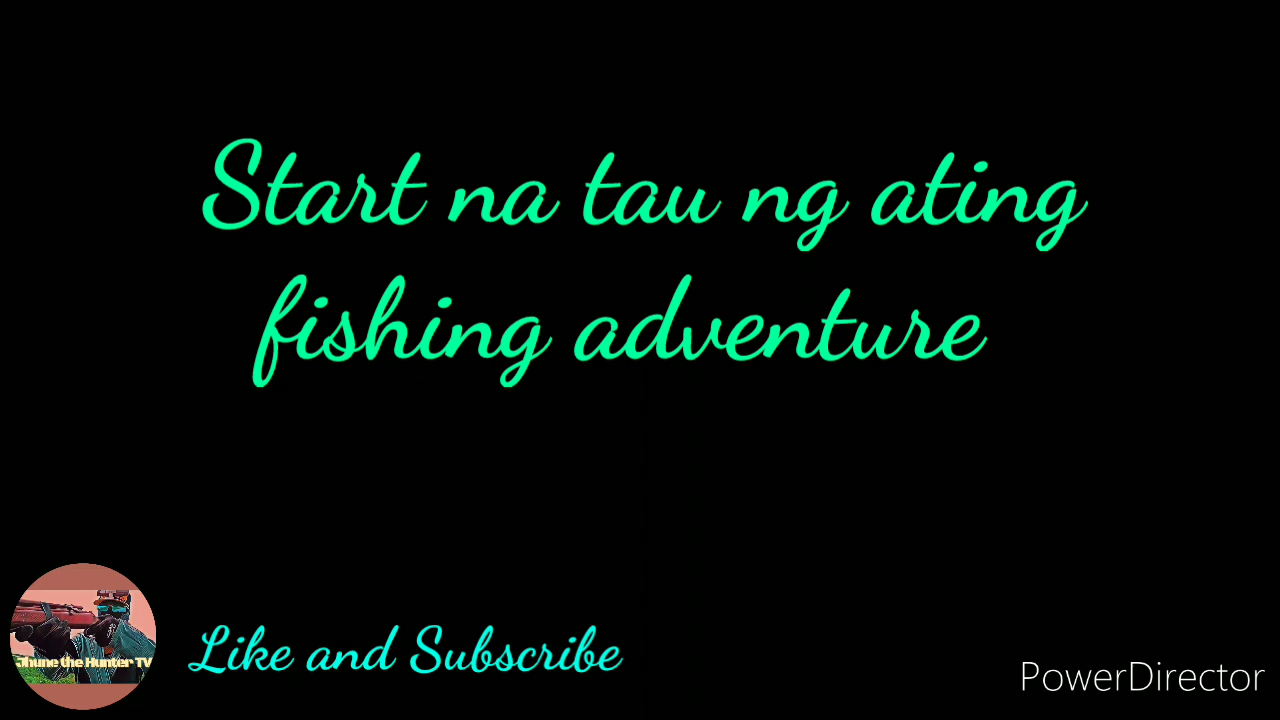 Start na tau ng ating
fishing adventure
Jhune the Hunter TV
Like and Subscribe
PowerDirector